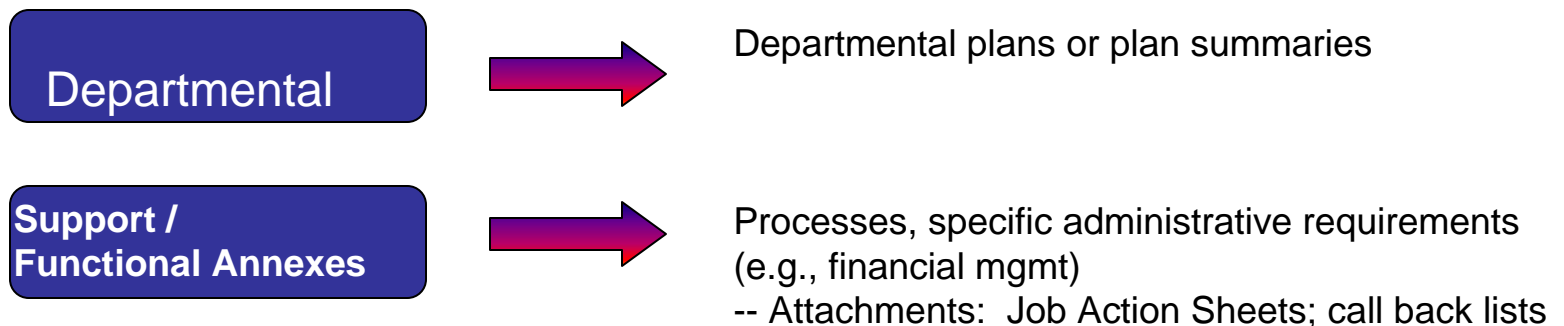 Departmental
Departmental plans or plan summaries
Support /
Functional Annexes
Processes, specific administrative requirements
(e.g., financial mgmt)
-- Attachments: Job Action Sheets; call back lists